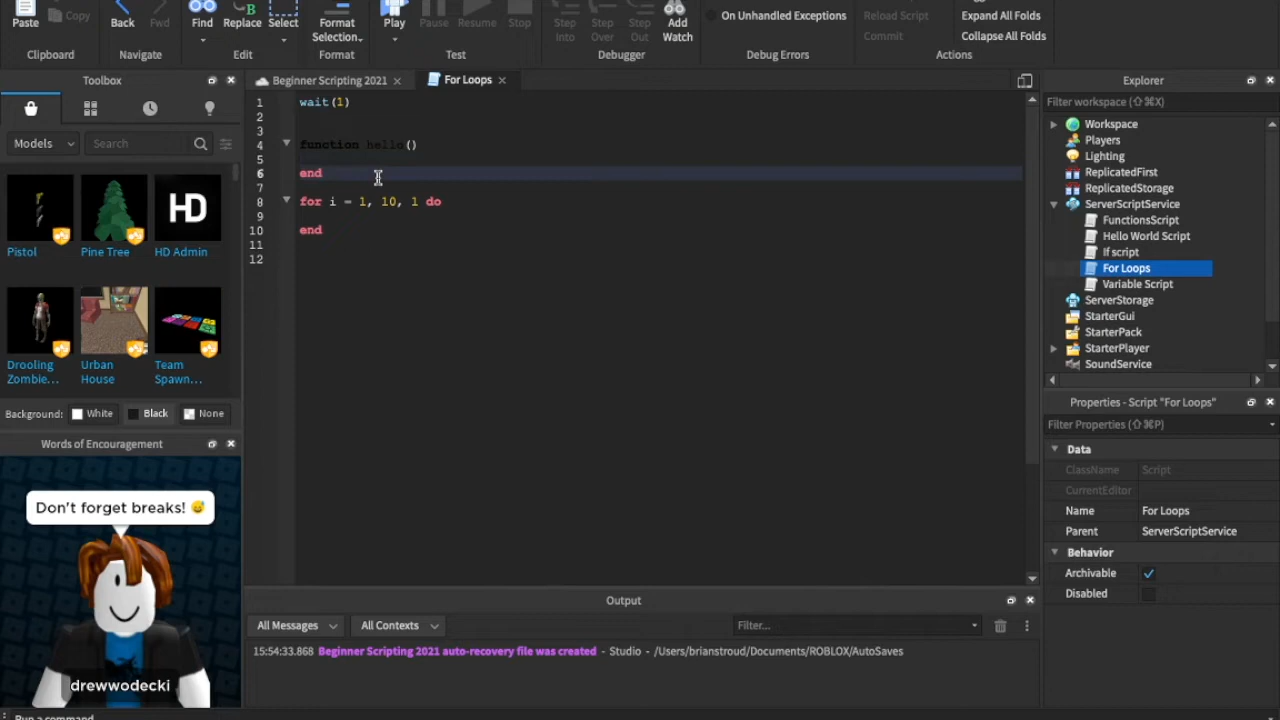 Paste Copy
Clipboard
Back Fwd
Navigate
Find Replace Select
Edit
Format
Selection
Format
Play Pause Resume Stop
Test
Step Into Step Over Step Out Add Watch
Debugger
On Unhandled Exceptions
Debug Errors
Reload Script
Commit
Expand All Folds
Collapse All Folds
Actions
Toolbox
Models Search
Pistol Pine Tree HD Admin
HD
Drooling Zombie... Urban House Team Spawn...
Background: White Black None
Words of Encouragement
Don't forget breaks! 😅
drewwodecki
Beginner Scripting 2021 For Loops
1 wait(1)
2
3
4 function hello()
5
6 end
7
8 for i = 1, 10, 1 do
9
10 end
11
12
Output
All Messages All Contexts Filter...
15:54:33.868 Beginner Scripting 2021 auto-recovery file was created - Studio - /Users/brianstroud/Documents/ROBLOX/AutoSaves
Run a command
Explorer
Filter workspace (⇧⌘X)
Workspace
Players
Lighting
ReplicatedFirst
ReplicatedStorage
ServerScriptService
FunctionsScript
Hello World Script
If script
For Loops
Variable Script
ServerStorage
StarterGui
StarterPack
StarterPlayer
SoundService
Properties - Script "For Loops"
Filter Properties (⇧⌘P)
Data
ClassName Script
CurrentEditor
Name For Loops
Parent ServerScriptService
Behavior
Archivable
Disabled